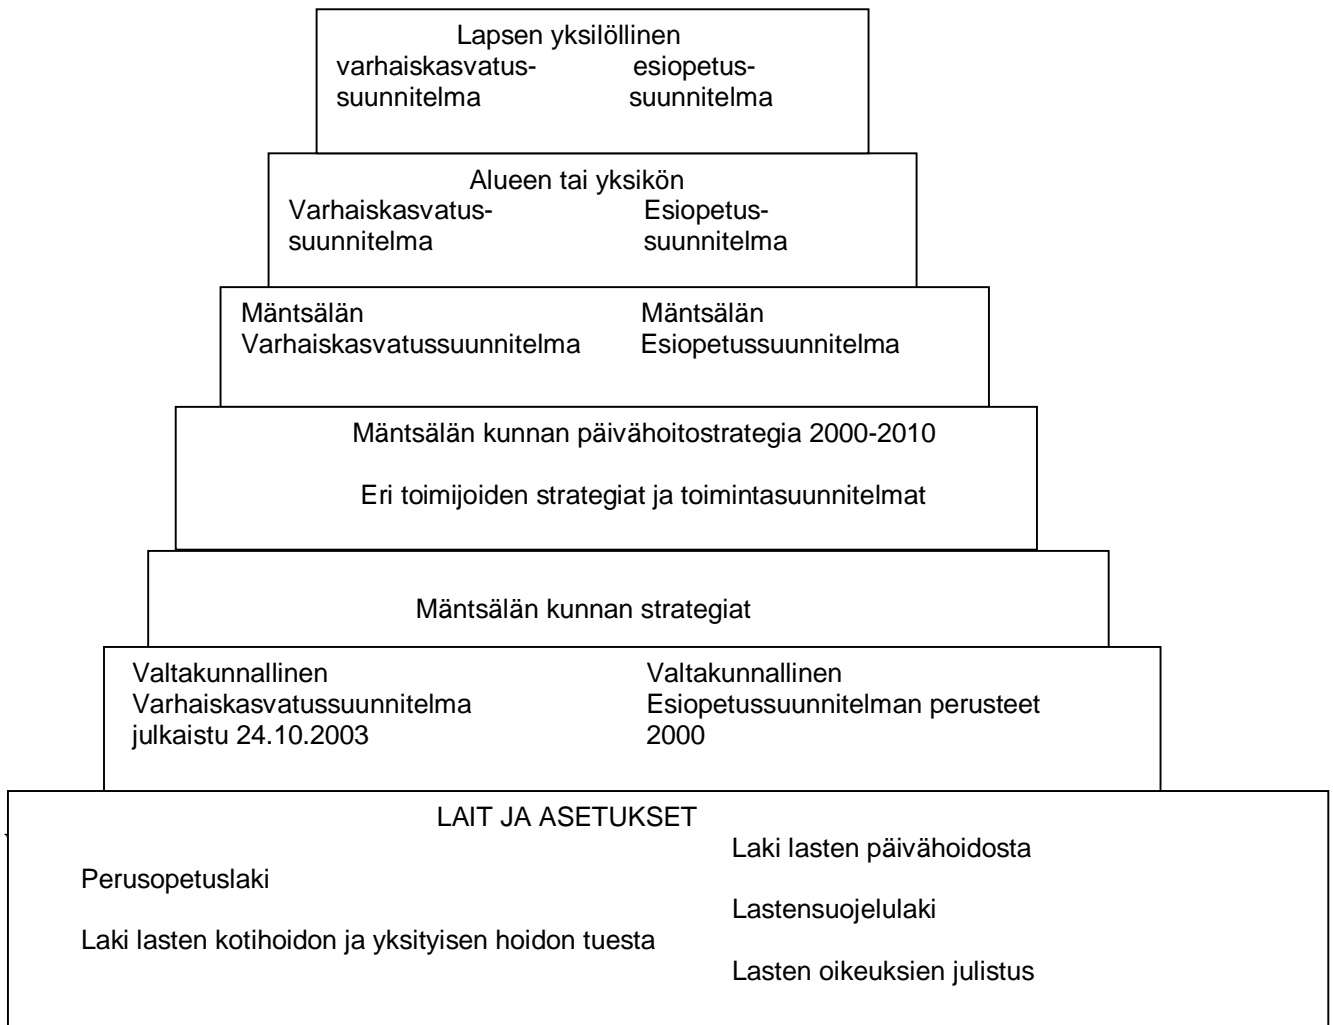 Lapsen yksilöllinen
varhaiskasvatus- esiopetus-
suunnitelma suunnitelma
Alueen tai yksikön
Varhaiskasvatus- Esiopetus-
suunnitelma suunnitelma
Mäntsälän Mäntsälän
Varhaiskasvatussuunnitelma Esiopetussuunnitelma
Mäntsälän kunnan päivähoitostrategia 2000-2010
Eri toimijoiden strategiat ja toimintasuunnitelmat
Mäntsälän kunnan strategiat
Valtakunnallinen Valtakunnallinen
Varhaiskasvatussuunnitelma Esiopetussuunnitelman perusteet
julkaistu 24.10.2003 2000
LAIT JA ASETUKSET
Laki lasten päivähoidosta
Perusopetuslaki
Lastensuojelulaki
Laki lasten kotihoidon ja yksityisen hoidon tuesta
Lasten oikeuksien julistus